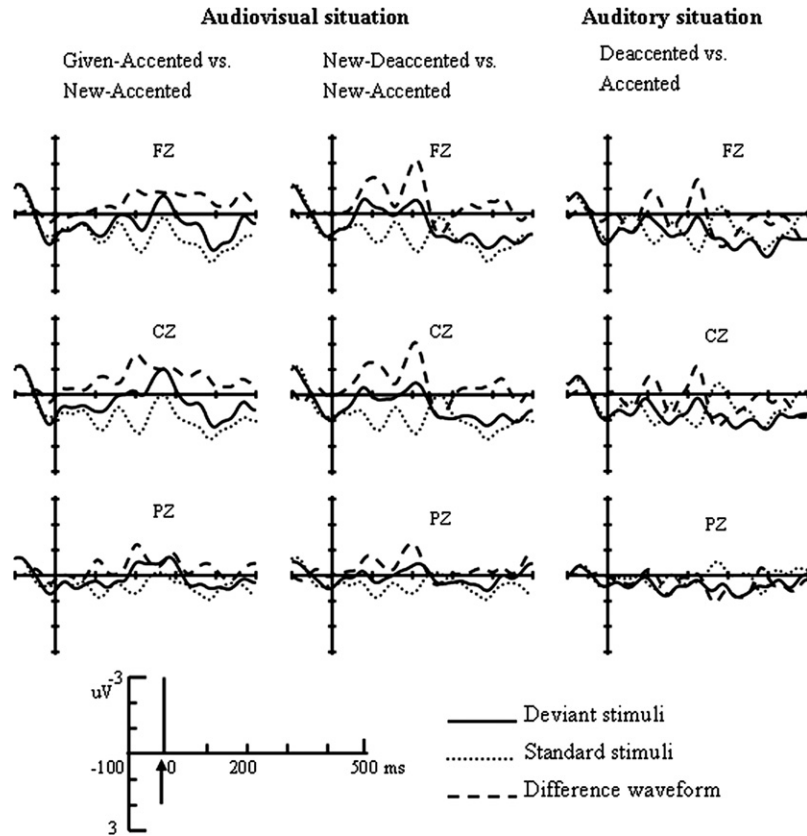 Audiovisual situation
Auditory situation
Given-Accented vs.
New-Accented
New-Deaccented vs.
New-Accented
Deaccented vs.
Accented
FZ
FZ
FZ
CZ
CZ
CZ
PZ
PZ
PZ
-3
uV
-100
0
200
500 ms
3
Deviant stimuli
Standard stimuli
Difference waveform